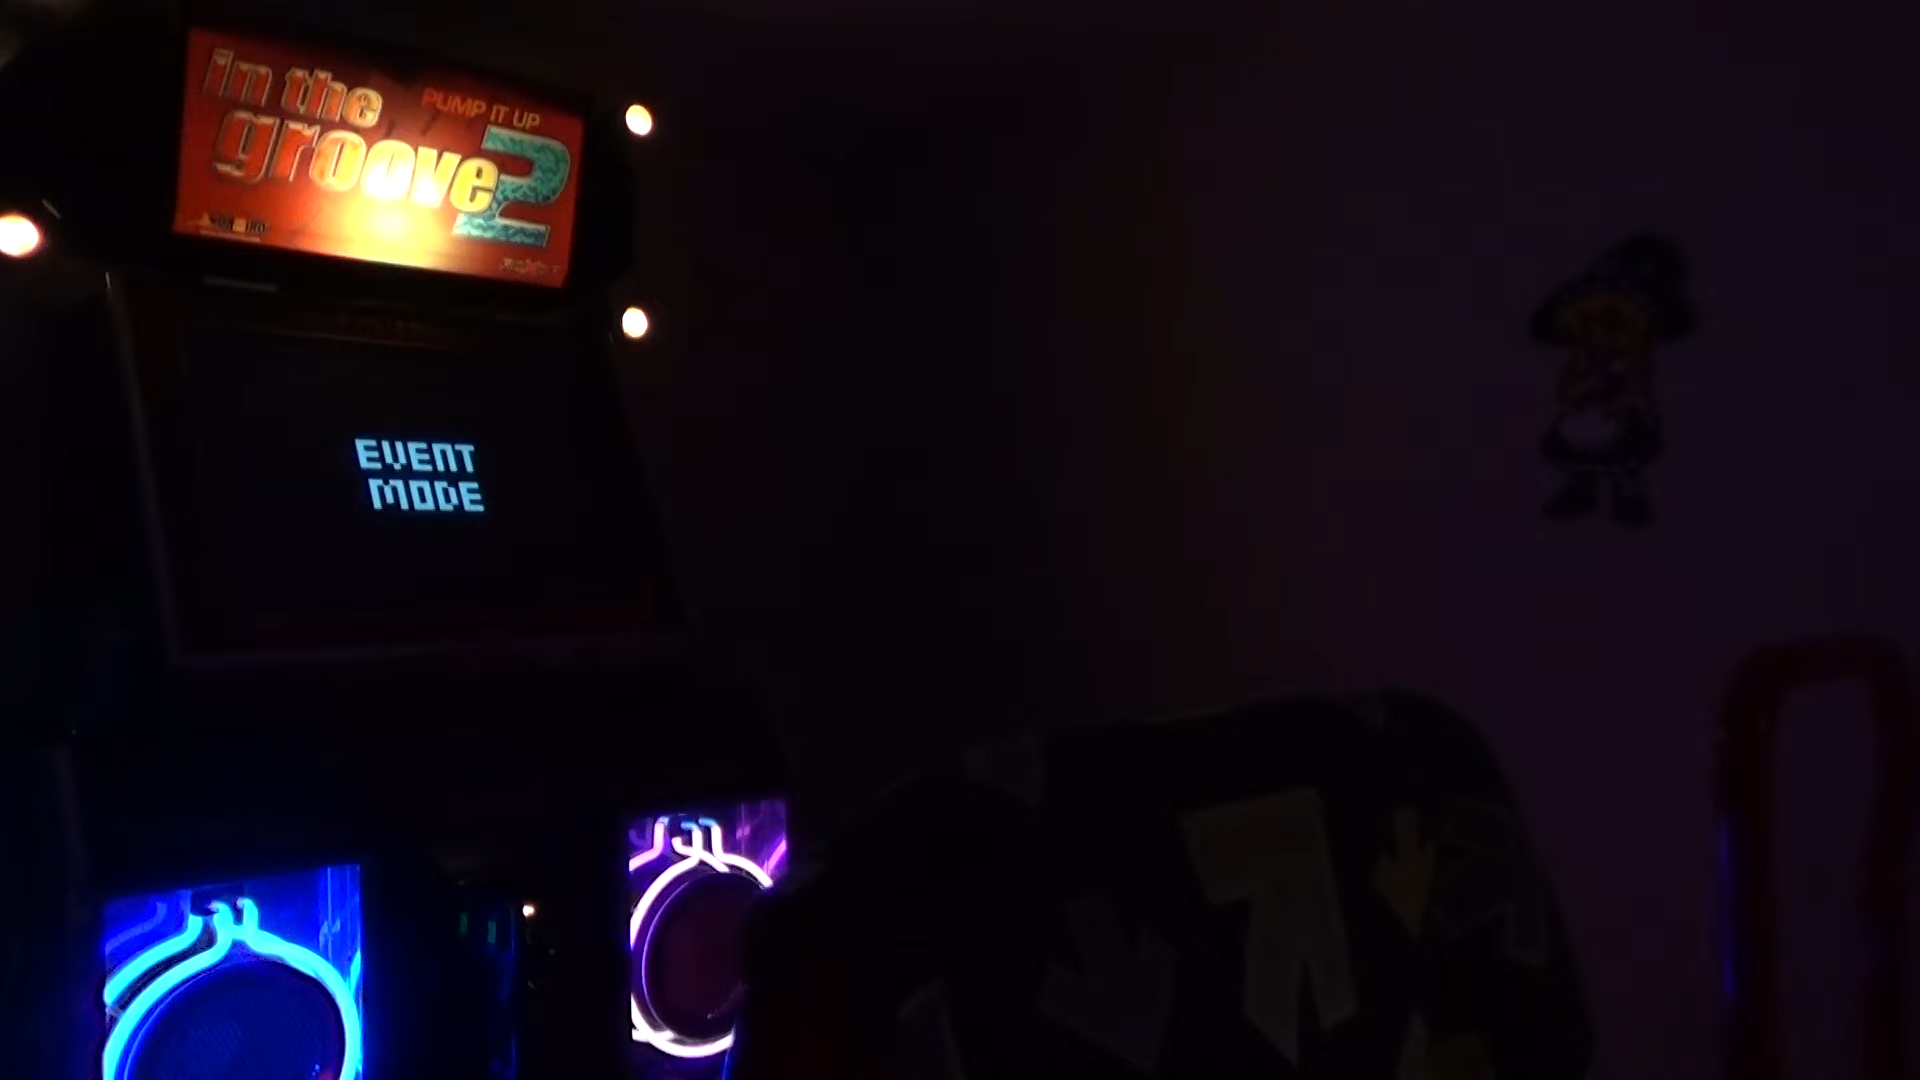 in the
PUMP IT UP
groove 2
EVENT
MODE